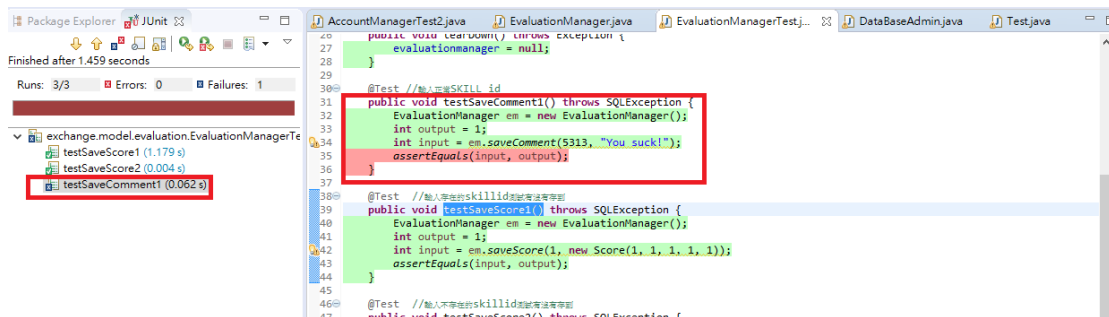 Package Explorer JUnit
Finished after 1.459 seconds
Runs: 3/3 Errors: 0 Failures: 1
exchange.model.evaluation.EvaluationManagerTe
testSaveScore1 (1.179 s)
testSaveScore2 (0.004 s)
testSaveComment1 (0.062 s)
AccountManagerTest2.java EvaluationManager.java EvaluationManagerTest.j... DataBaseAdmin.java Test.java
26 public void tearDown() throws Exception {
27 evaluationmanager = null;
28 }
29
30 @Test //輸入正常SKILL id
31 public void testSaveComment1() throws SQLException {
32 EvaluationManager em = new EvaluationManager();
33 int output = 1;
34 int input = em.saveComment(5313, "You suck!");
35 assertEquals(input, output);
36 }
37
38 @Test //輸入存在的skillid測試有沒有存到
39 public void testSaveScore1() throws SQLException {
40 EvaluationManager em = new EvaluationManager();
41 int output = 1;
42 int input = em.saveScore(1, new Score(1, 1, 1, 1, 1));
43 assertEquals(input, output);
44 }
45
46 @Test //輸入不存在的skillid測試有沒有存到
47 public void testSaveScore2() throws SQLException {